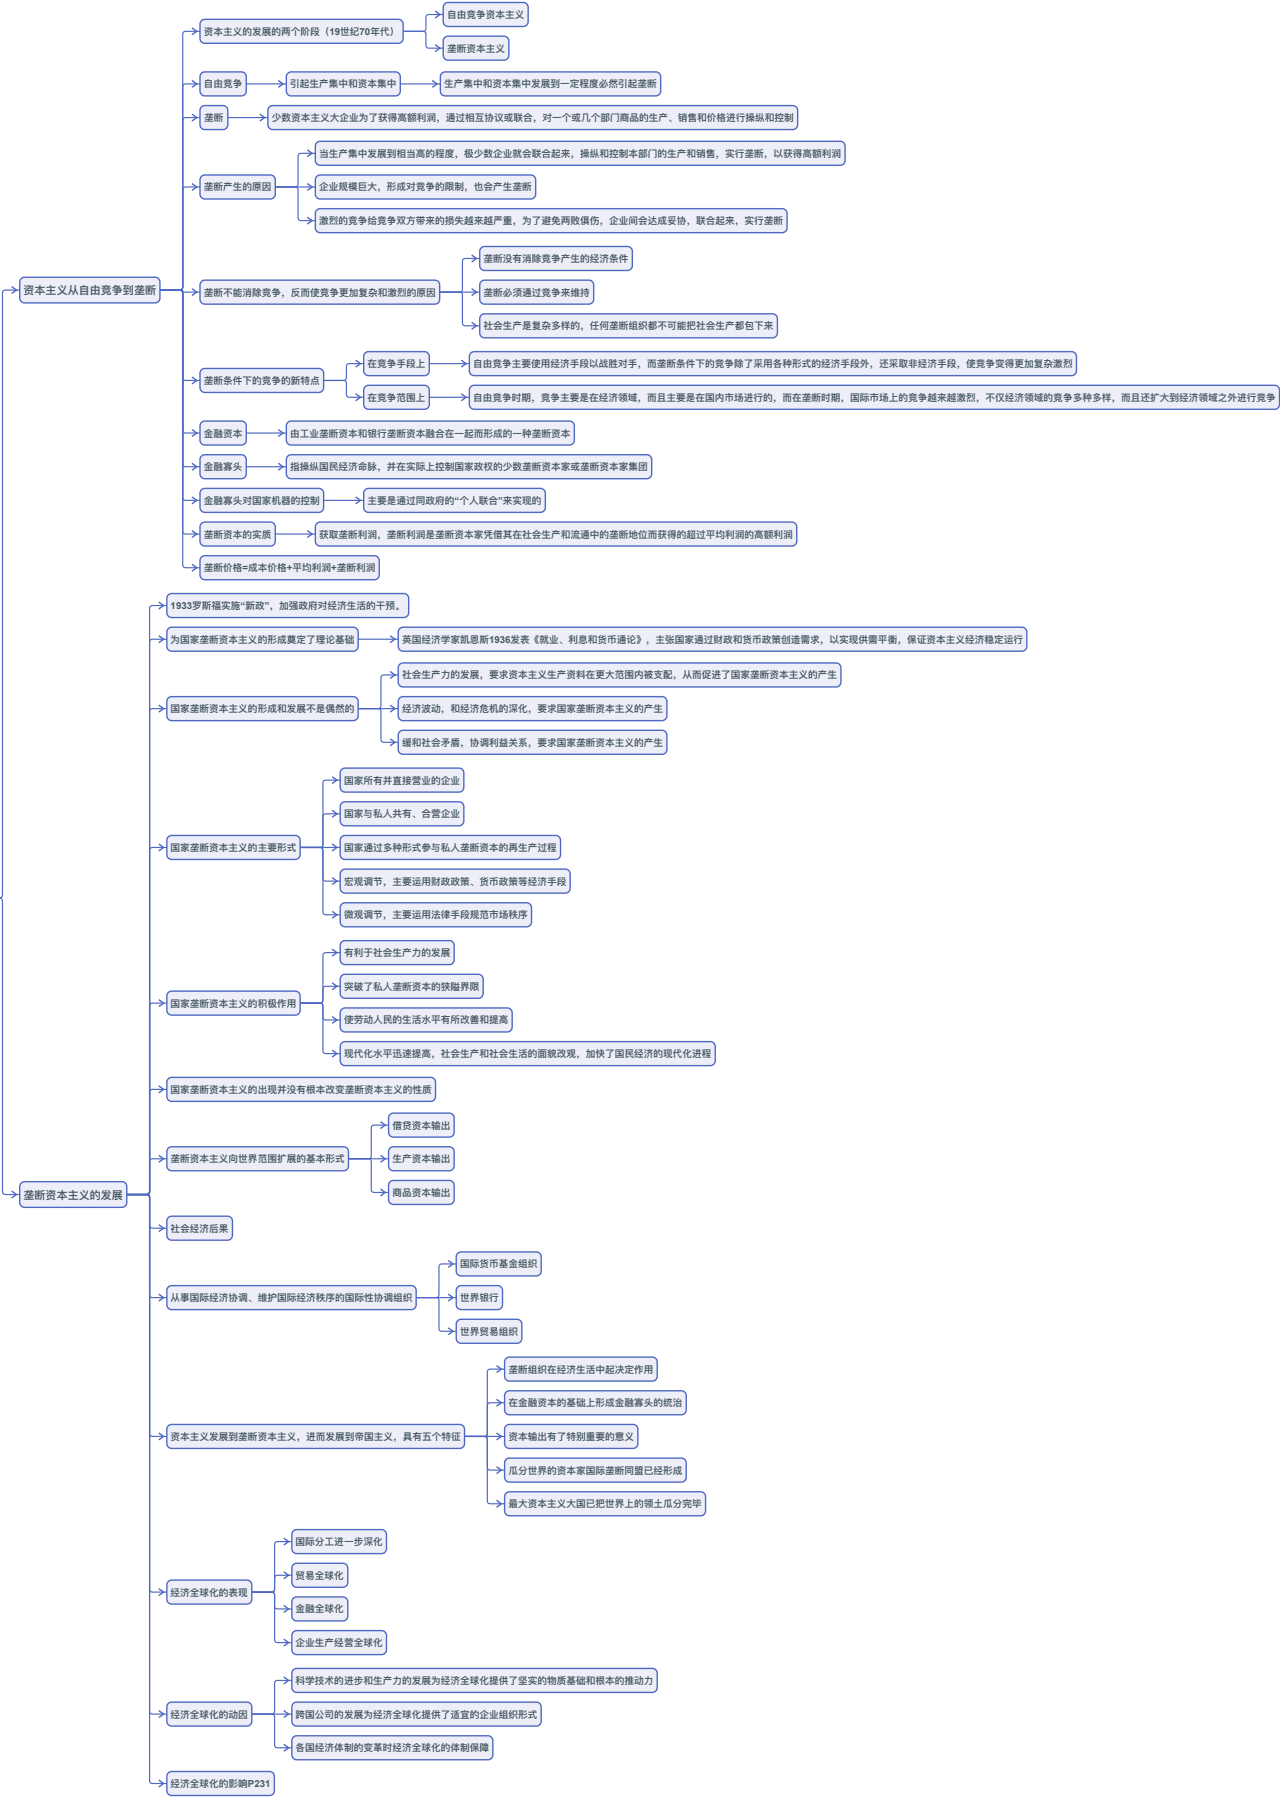 资本主义从自由竞争到垄断
资本主义的发展的两个阶段（19世纪70年代）
自由竞争资本主义
垄断资本主义
自由竞争
引起生产集中和资本集中
生产集中和资本集中发展到一定程度必然引起垄断
垄断
少数资本主义大企业为了获得高额利润，通过相互协议或联合，对一个或几个部门商品的生产、销售和价格进行操纵和控制
垄断产生的原因
当生产集中发展到相当高的程度，极少数企业就会联合起来，操纵和控制本部门的生产和销售，实行垄断，以获得高额利润
企业规模巨大，形成对竞争的限制，也会产生垄断
激烈的竞争给竞争双方带来的损失越来越严重，为了避免两败俱伤，企业间会达成妥协，联合起来，实行垄断
垄断不能消除竞争，反而使竞争更加复杂和激烈的原因
垄断没有消除竞争产生的经济条件
垄断必须通过竞争来维持
社会生产是复杂多样的，任何垄断组织都不可能把社会生产都包下来
垄断条件下的竞争的新特点
在竞争手段上
自由竞争主要使用经济手段以战胜对手，而垄断条件下的竞争除了采用各种形式的经济手段外，还采取非经济手段，使竞争变得更加复杂激烈
在竞争范围上
自由竞争时期，竞争主要是在经济领域，而且主要是在国内市场进行的，而在垄断时期，国际市场上的竞争越来越激烈，不仅经济领域的竞争多种多样，而且还扩大到经济领域之外进行竞争
金融资本
由工业垄断资本和银行垄断资本融合在一起而形成的一种垄断资本
金融寡头
指操纵国民经济命脉，并在实际上控制国家政权的少数垄断资本家或垄断资本家集团
金融寡头对国家机器的控制
主要是通过同政府的“个人联合”来实现的
垄断资本的实质
获取垄断利润，垄断利润是垄断资本家凭借其在社会生产和流通中的垄断地位而获得的超过平均利润的高额利润
垄断价格=成本价格+平均利润+垄断利润
垄断资本主义的发展
1933罗斯福实施“新政”，加强政府对经济生活的干预。
为国家垄断资本主义的形成奠定了理论基础
英国经济学家凯恩斯1936发表《就业、利息和货币通论》，主张国家通过财政和货币政策创造需求，以实现供需平衡，保证资本主义经济稳定运行
国家垄断资本主义的形成和发展不是偶然的
社会生产力的发展，要求资本主义生产资料在更大范围内被支配，从而促进了国家垄断资本主义的产生
经济波动，和经济危机的深化，要求国家垄断资本主义的产生
缓和社会矛盾，协调利益关系，要求国家垄断资本主义的产生
国家垄断资本主义的主要形式
国家所有并直接营业的企业
国家与私人共有、合营企业
国家通过多种形式参与私人垄断资本的再生产过程
宏观调节，主要运用财政政策、货币政策等经济手段
微观调节，主要运用法律手段规范市场秩序
国家垄断资本主义的积极作用
有利于社会生产力的发展
突破了私人垄断资本的狭隘界限
使劳动人民的生活水平有所改善和提高
现代化水平迅速提高，社会生产和社会生活的面貌改观，加快了国民经济的现代化进程
国家垄断资本主义的出现并没有根本改变垄断资本主义的性质
垄断资本主义向世界范围扩展的基本形式
借贷资本输出
生产资本输出
商品资本输出
社会经济后果
从事国际经济协调、维护国际经济秩序的国际性协调组织
国际货币基金组织
世界银行
世界贸易组织
资本主义发展到垄断资本主义，进而发展到帝国主义，具有五个特征
垄断组织在经济生活中起决定作用
在金融资本的基础上形成金融寡头的统治
资本输出有了特别重要的意义
瓜分世界的资本家国际垄断同盟已经形成
最大资本主义大国已把世界上的领土瓜分完毕
经济全球化的表现
国际分工进一步深化
贸易全球化
金融全球化
企业生产经营全球化
经济全球化的动因
科学技术的进步和生产力的发展为经济全球化提供了坚实的物质基础和根本的推动力
跨国公司的发展为经济全球化提供了适宜的企业组织形式
各国经济体制的变革时经济全球化的体制保障
经济全球化的影响P231